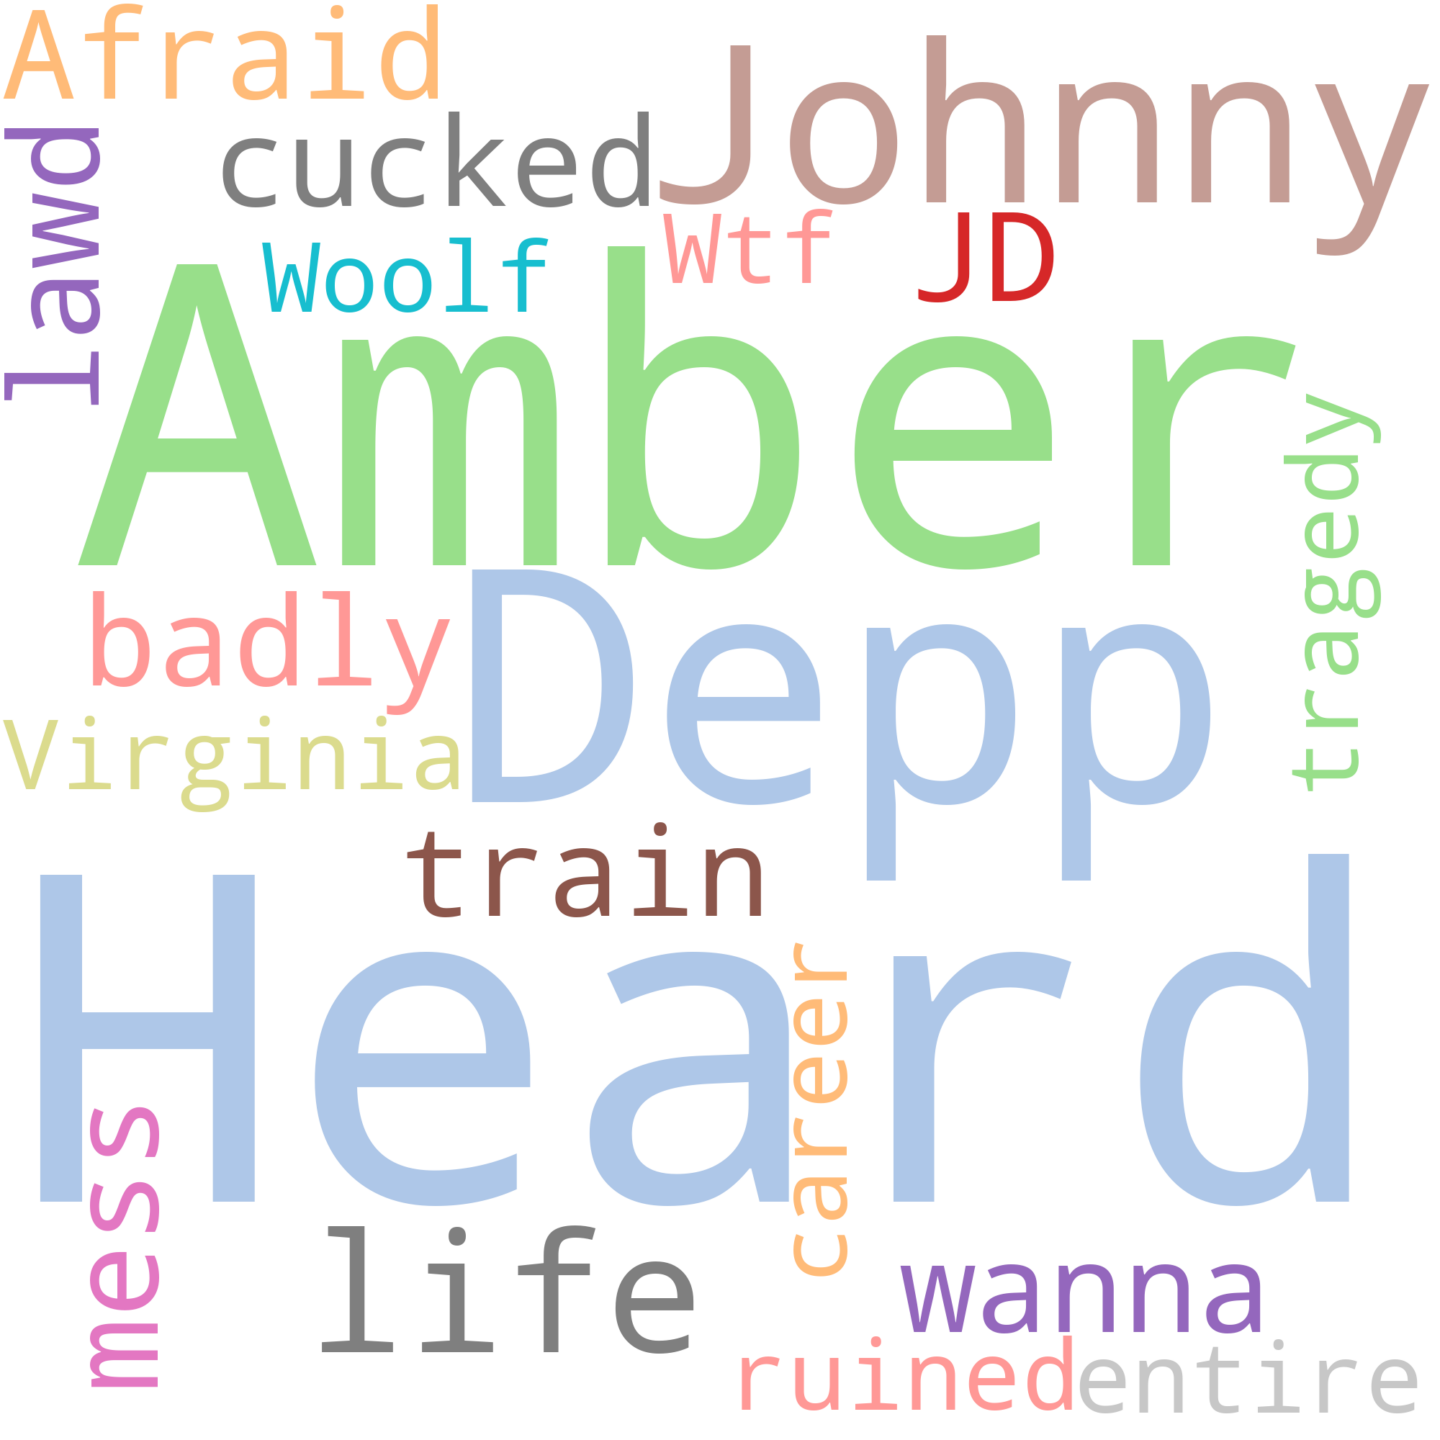 Afraid
Johnny
cucked
lawd
Wtf
JD
Woolf
Amber
tragedy
Depp
badly
Virginia
train
Heard
career
mess
life
wanna
ruined
entire